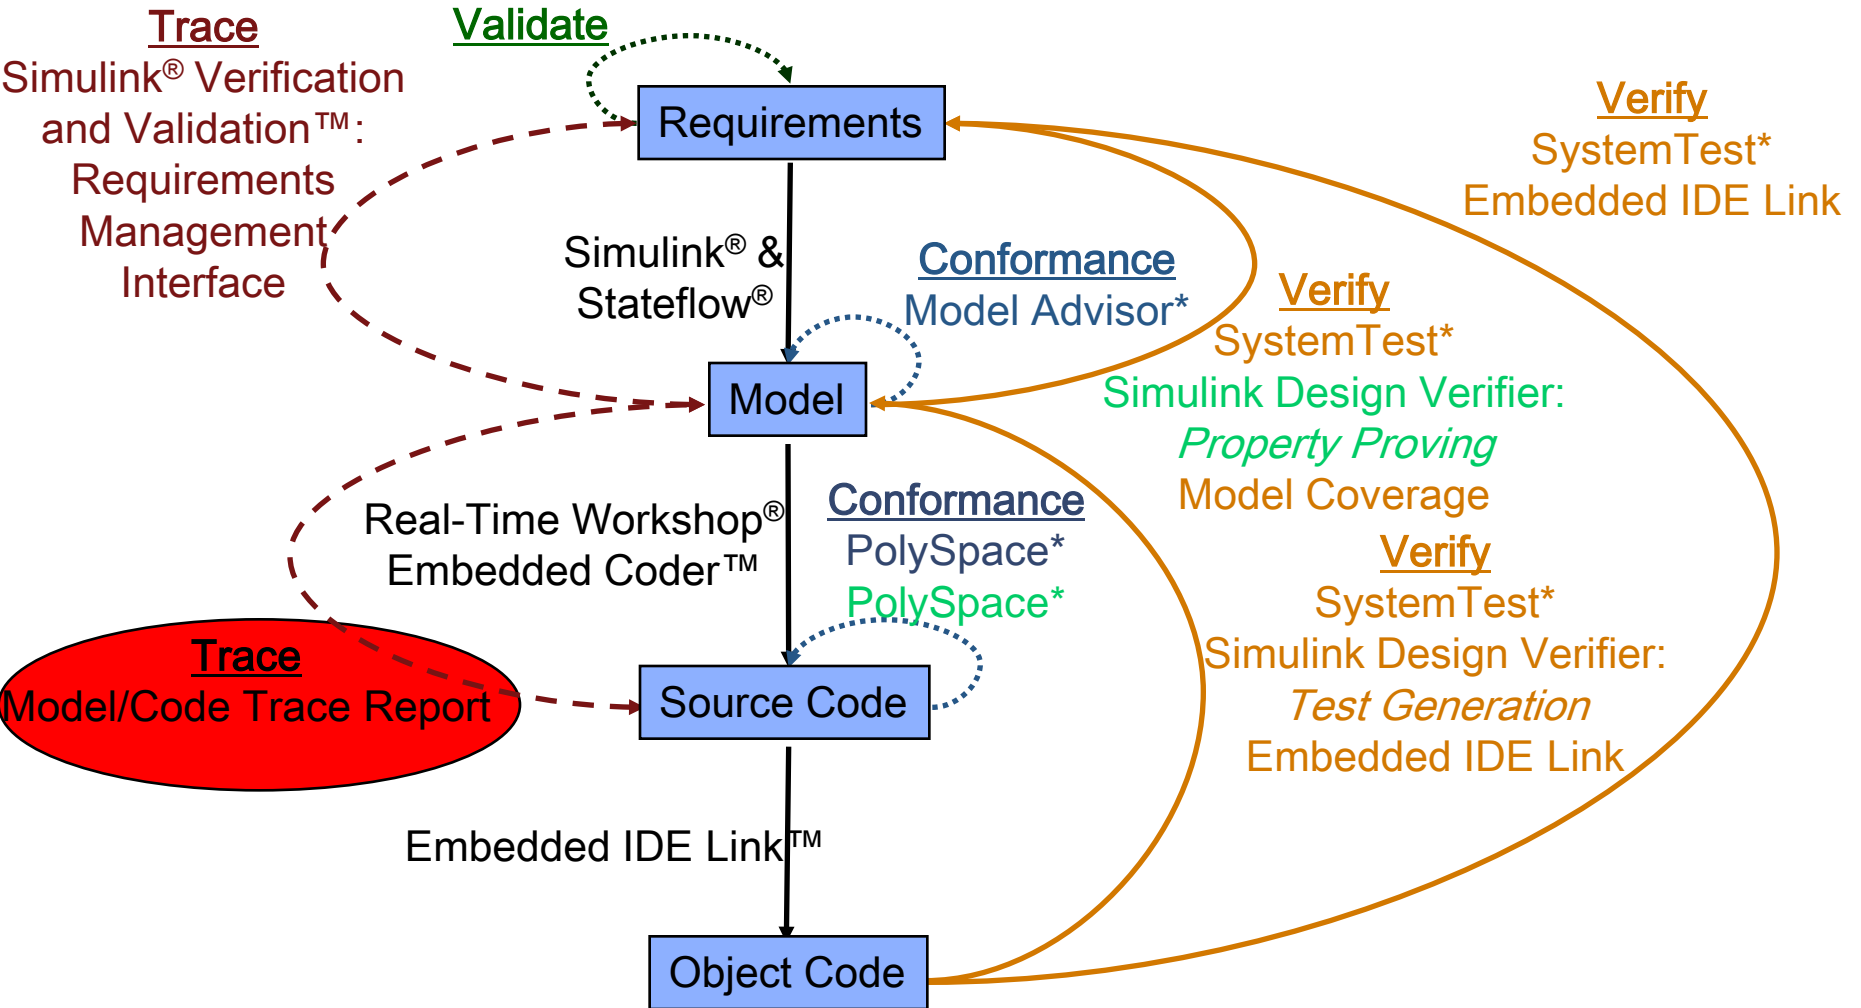 Trace
Simulink® Verification
and Validation™:
Requirements
Management
Interface
Validate
Requirements
Verify
SystemTest*
Embedded IDE Link
Simulink® &
Stateflow®
Conformance
Model Advisor*
Verify
SystemTest*
Simulink Design Verifier:
Property Proving
Model Coverage
Model
Real-Time Workshop®
Embedded Coder™
Conformance
PolySpace*
PolySpace*
Verify
SystemTest*
Simulink Design Verifier:
Test Generation
Embedded IDE Link
Trace
Model/Code Trace Report
Source Code
Embedded IDE Link™
Object Code